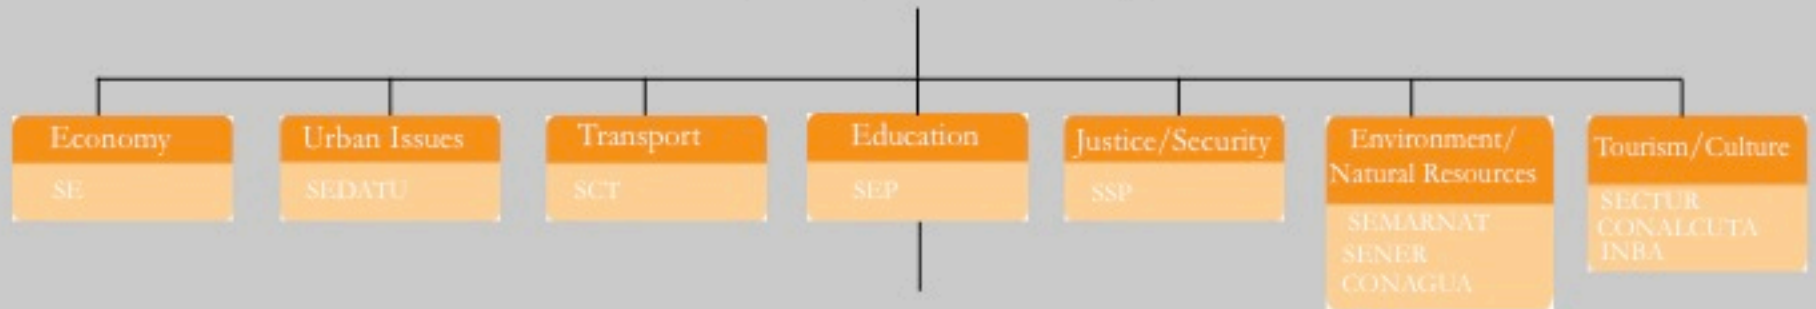 Economy
SE
Urban Issues
SEDATU
Transport
SCT
Education
SEP
Justice/Security
SSP
Environment/
Natural Resources
SEMARNAT
SENER
CONAGUA
Tourism/Culture
SECTUR
CONALCUTA
INBA